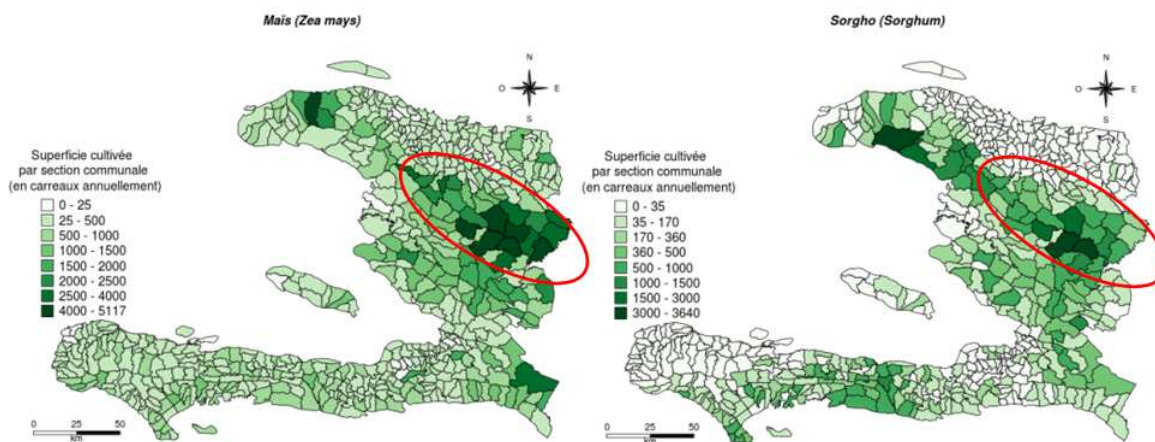 Maïs (Zea mays)
N
O E
S
Superficie cultivée
par section communale
(en carreaux annuellement)
0 - 25
25 - 500
500 - 1000
1000 - 1500
1500 - 2000
2000 - 2500
2500 - 4000
4000 - 5117
0 25 50
km
Sorgho (Sorghum)
N
O E
S
Superficie cultivée
par section communale
(en carreaux annuellement)
0 - 35
35 - 170
170 - 360
360 - 500
500 - 1000
1000 - 1500
1500 - 3000
3000 - 3640
0 25 50
km